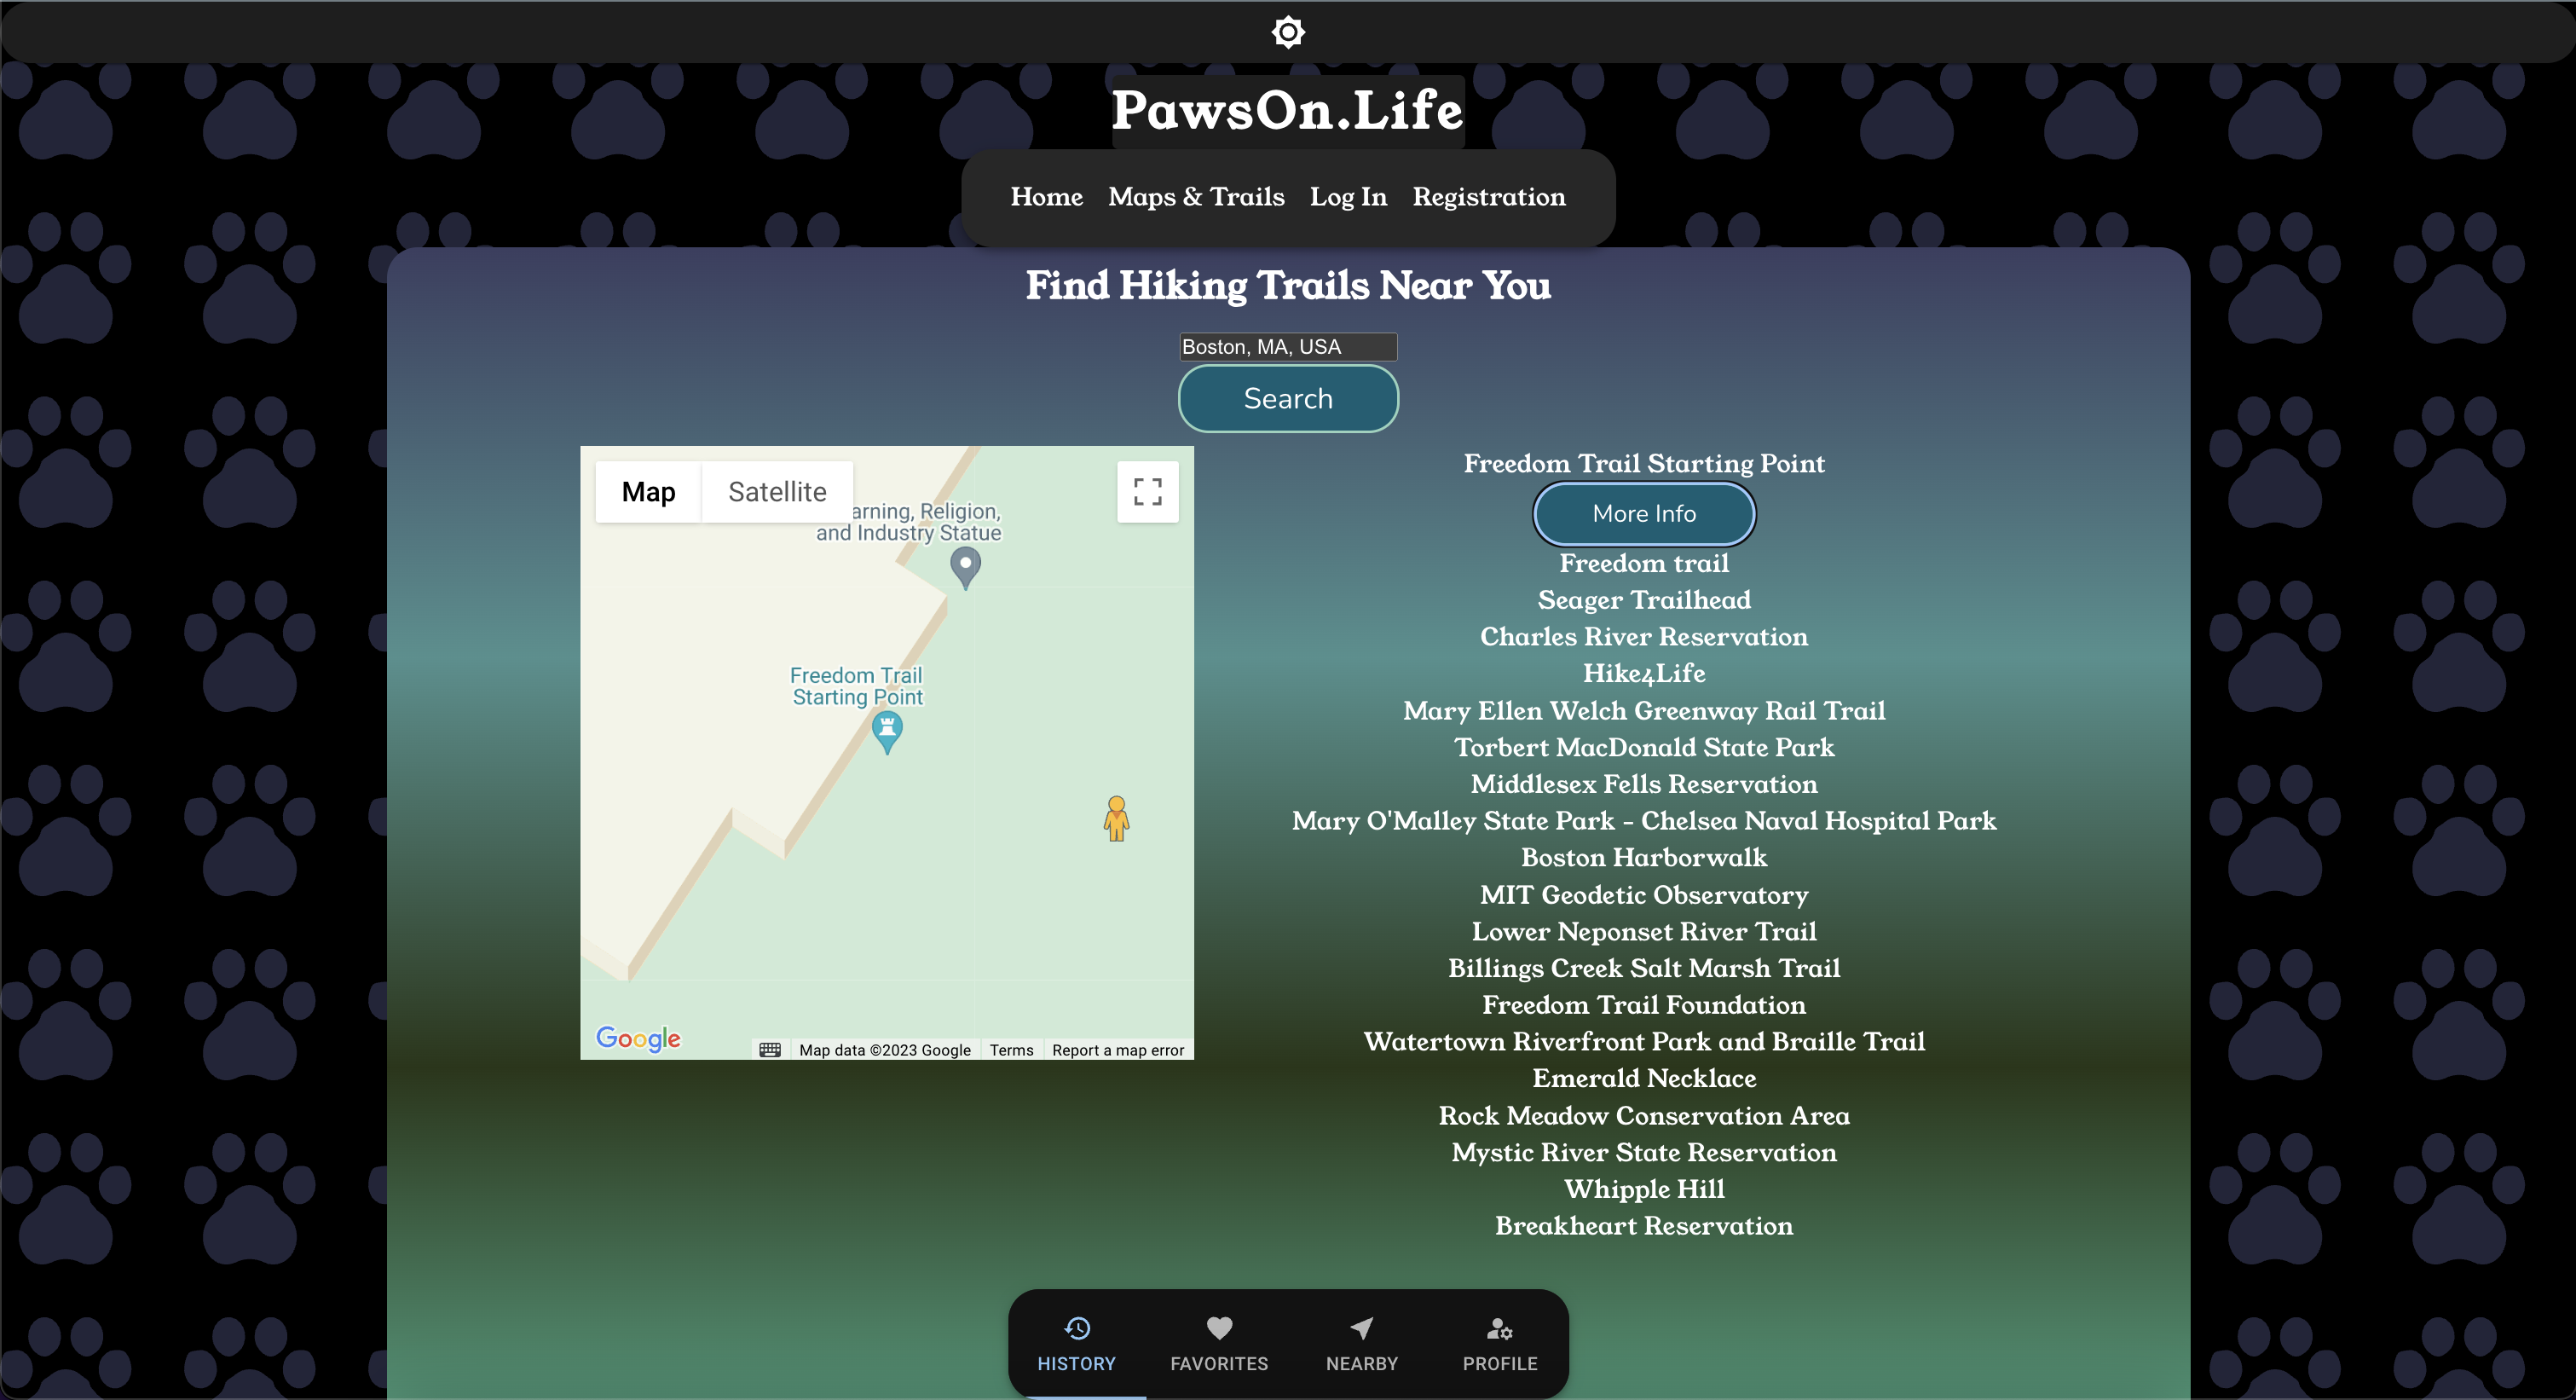 PawsOn.Life
Home Maps & Trails Log In Registration
Find Hiking Trails Near You
Boston, MA, USA
Search
Map Satellite
arning, Religion,
and Industry Statue
Freedom Trail
Starting Point
Google
Map data ©2023 Google Terms Report a map error
Freedom Trail Starting Point
More Info
Freedom trail
Seager Trailhead
Charles River Reservation
Hike4Life
Mary Ellen Welch Greenway Rail Trail
Torbert MacDonald State Park
Middlesex Fells Reservation
Mary O'Malley State Park - Chelsea Naval Hospital Park
Boston Harborwalk
MIT Geodetic Observatory
Lower Neponset River Trail
Billings Creek Salt Marsh Trail
Freedom Trail Foundation
Watertown Riverfront Park and Braille Trail
Emerald Necklace
Rock Meadow Conservation Area
Mystic River State Reservation
Whipple Hill
Breakheart Reservation
HISTORY FAVORITES NEARBY PROFILE